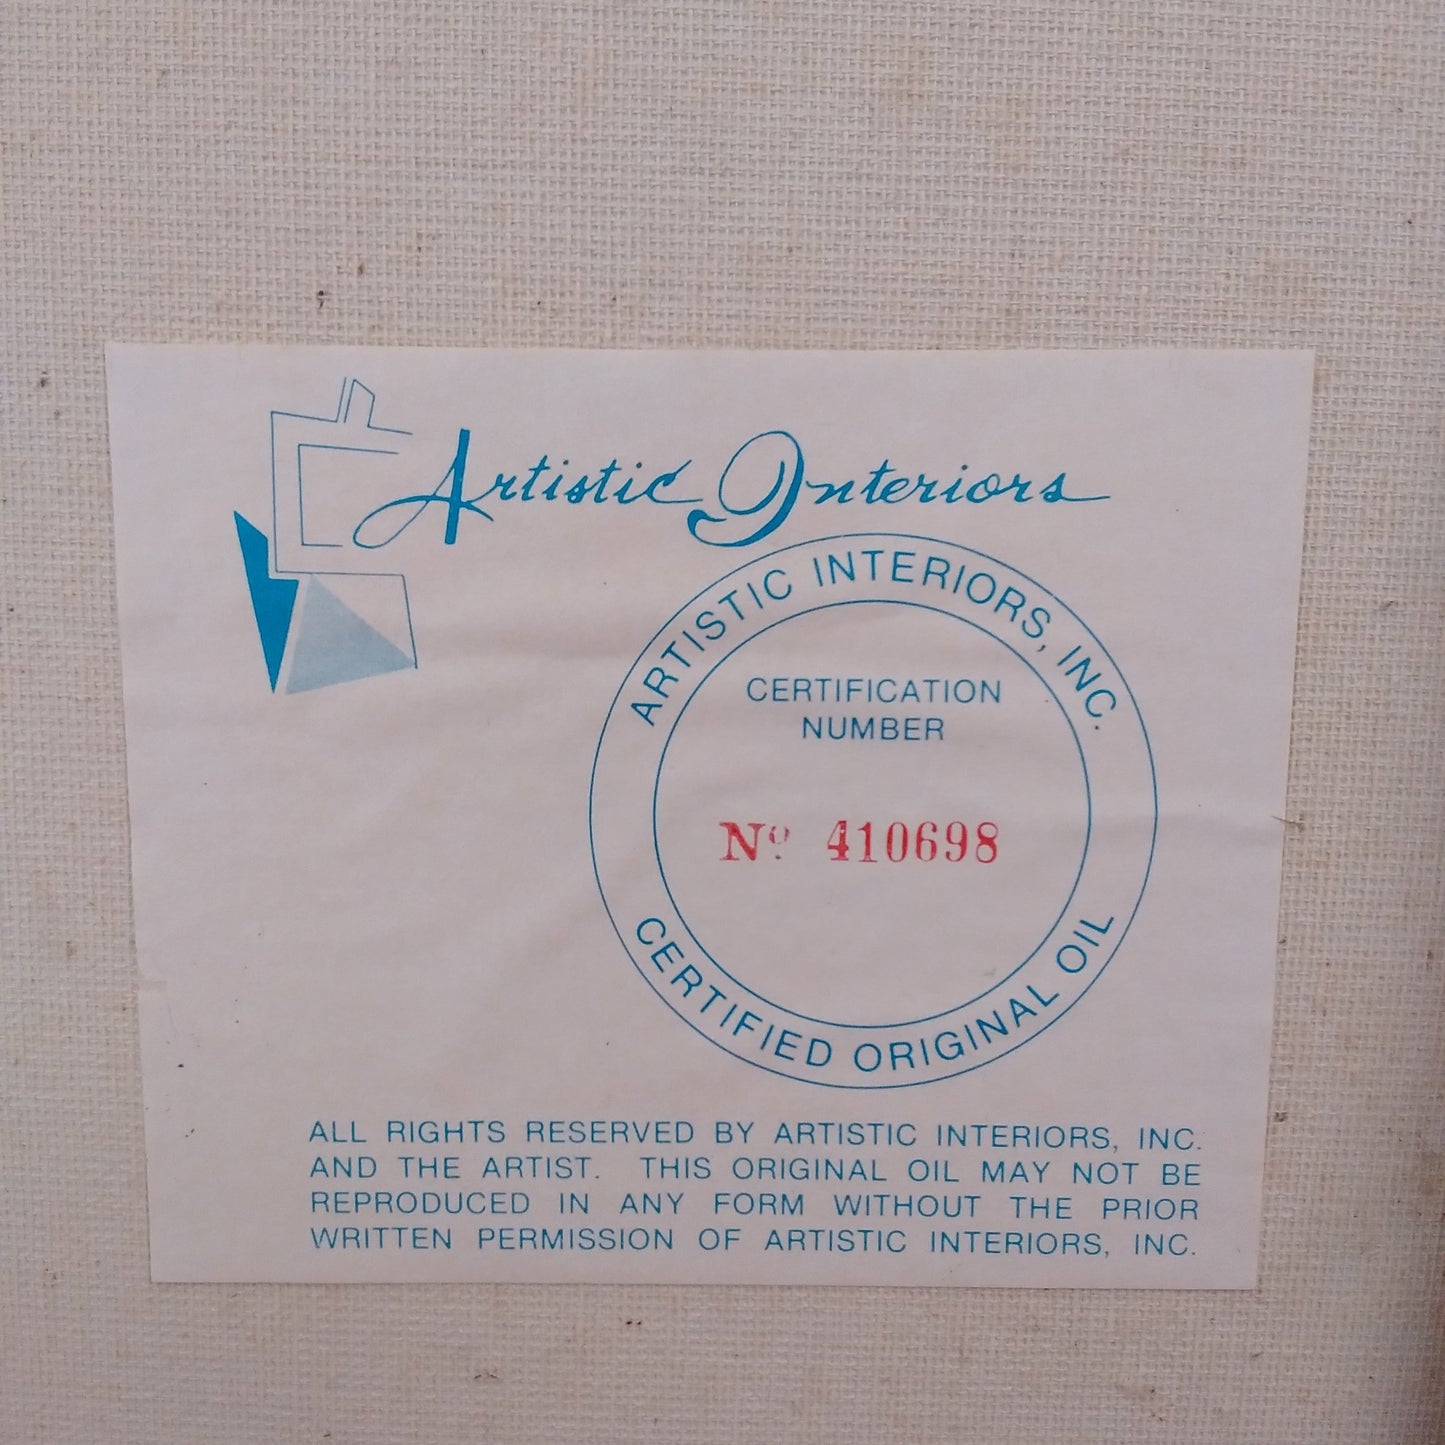 Artistic Interiors
ARTISTIC INTERIORS, INC.
CERTIFICATION
NUMBER
Nº 410698
CERTIFIED ORIGINAL OIL
ALL RIGHTS RESERVED BY ARTISTIC INTERIORS, INC.
AND THE ARTIST. THIS ORIGINAL OIL MAY NOT BE
REPRODUCED IN ANY FORM WITHOUT THE PRIOR
WRITTEN PERMISSION OF ARTISTIC INTERIORS, INC.